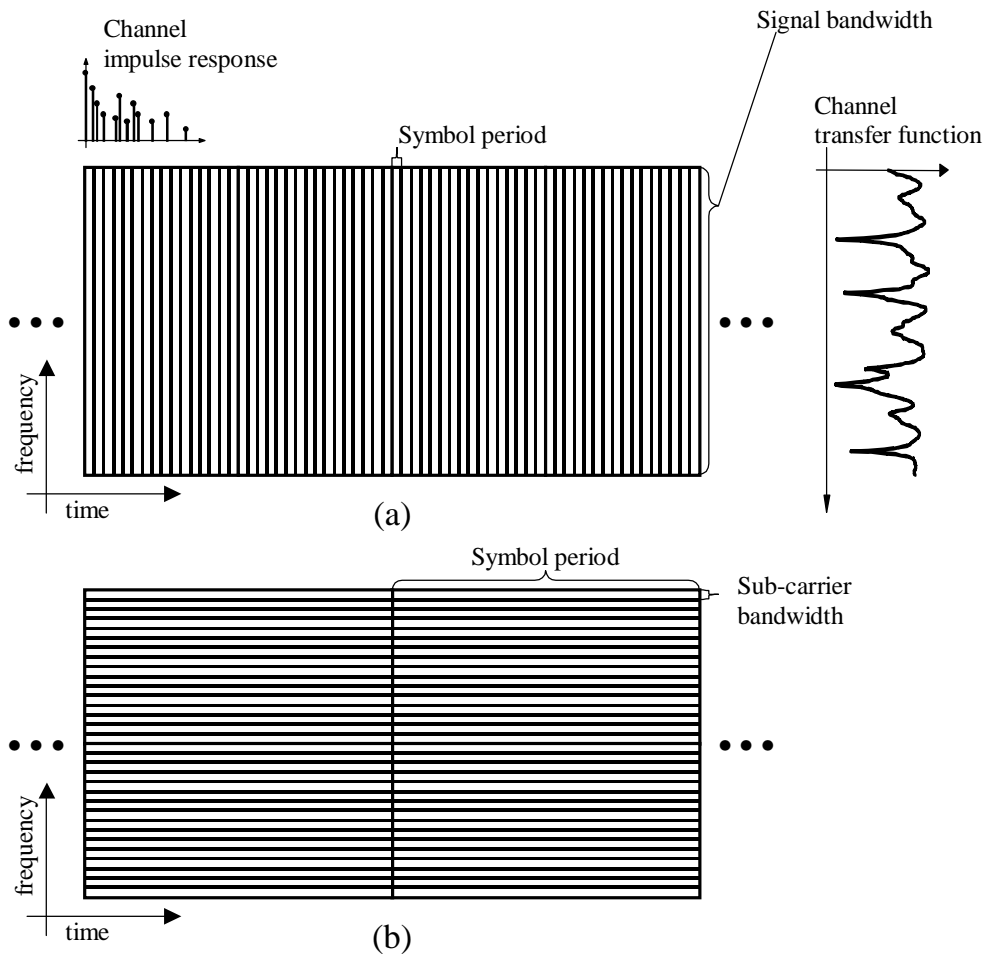 Channel
impulse response
Signal bandwidth
Symbol period
Channel
transfer function
frequency
time
(a)
Symbol period
Sub-carrier
bandwidth
frequency
time
(b)